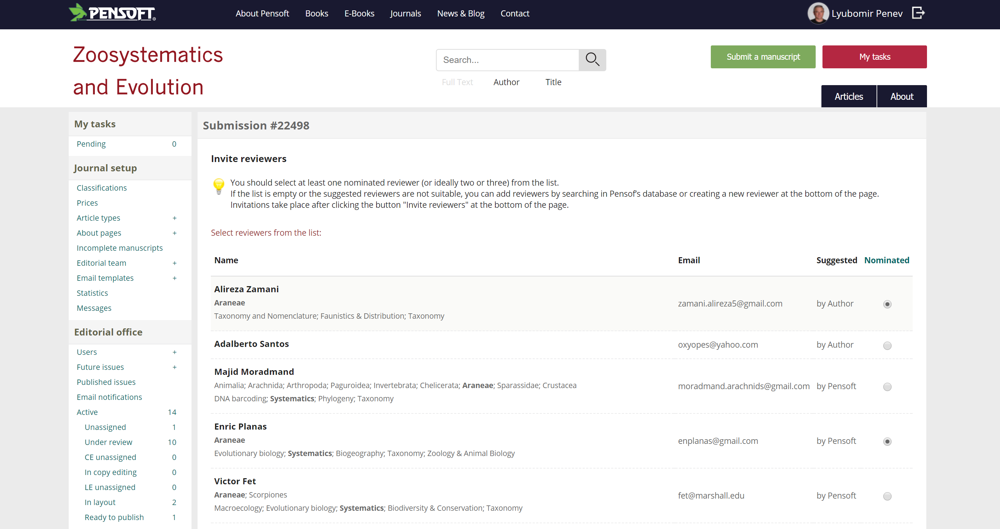 PENSOFT®
About Pensoft Books E-Books Journals News & Blog Contact
Lyubomir Penev
Zoosystematics
and Evolution
Search...
Full Text Author Title
Submit a manuscript
My tasks
Articles About
My tasks
Pending 0
Journal setup
Classifications
Prices
Article types +
About pages +
Incomplete manuscripts
Editorial team +
Email templates +
Statistics
Messages
Editorial office
Users +
Future issues +
Published issues
Email notifications
Active 14
Unassigned 1
Under review 10
CE unassigned 0
In copy editing 0
LE unassigned 0
In layout 2
Ready to publish 1
Submission #22498
Invite reviewers
You should select at least one nominated reviewer (or ideally two or three) from the list.
If the list is empty or the suggested reviewers are not suitable, you can add reviewers by searching in Pensof's database or creating a new reviewer at the bottom of the page.
Invitations take place after clicking the button "Invite reviewers" at the bottom of the page.
Select reviewers from the list:
Name Email Suggested Nominated
Alireza Zamani
Araneae
Taxonomy and Nomenclature; Faunistics & Distribution; Taxonomy
zamani.alireza5@gmail.com by Author
Adalberto Santos
oxyopes@yahoo.com by Author
Majid Moradmand
Animalia; Arachnida; Arthropoda; Paguroidea; Invertebrata; Chelicerata; Araneae; Sparassidae; Crustacea
DNA barcoding; Systematics; Phylogeny; Taxonomy
moradmand.arachnids@gmail.com by Pensoft
Enric Planas
Araneae
Evolutionary biology; Systematics; Biogeography; Taxonomy; Zoology & Animal Biology
enplanas@gmail.com by Pensoft
Victor Fet
Araneae; Scorpiones
Macroecology; Evolutionary biology; Systematics; Biodiversity & Conservation; Taxonomy
fet@marshall.edu by Pensoft